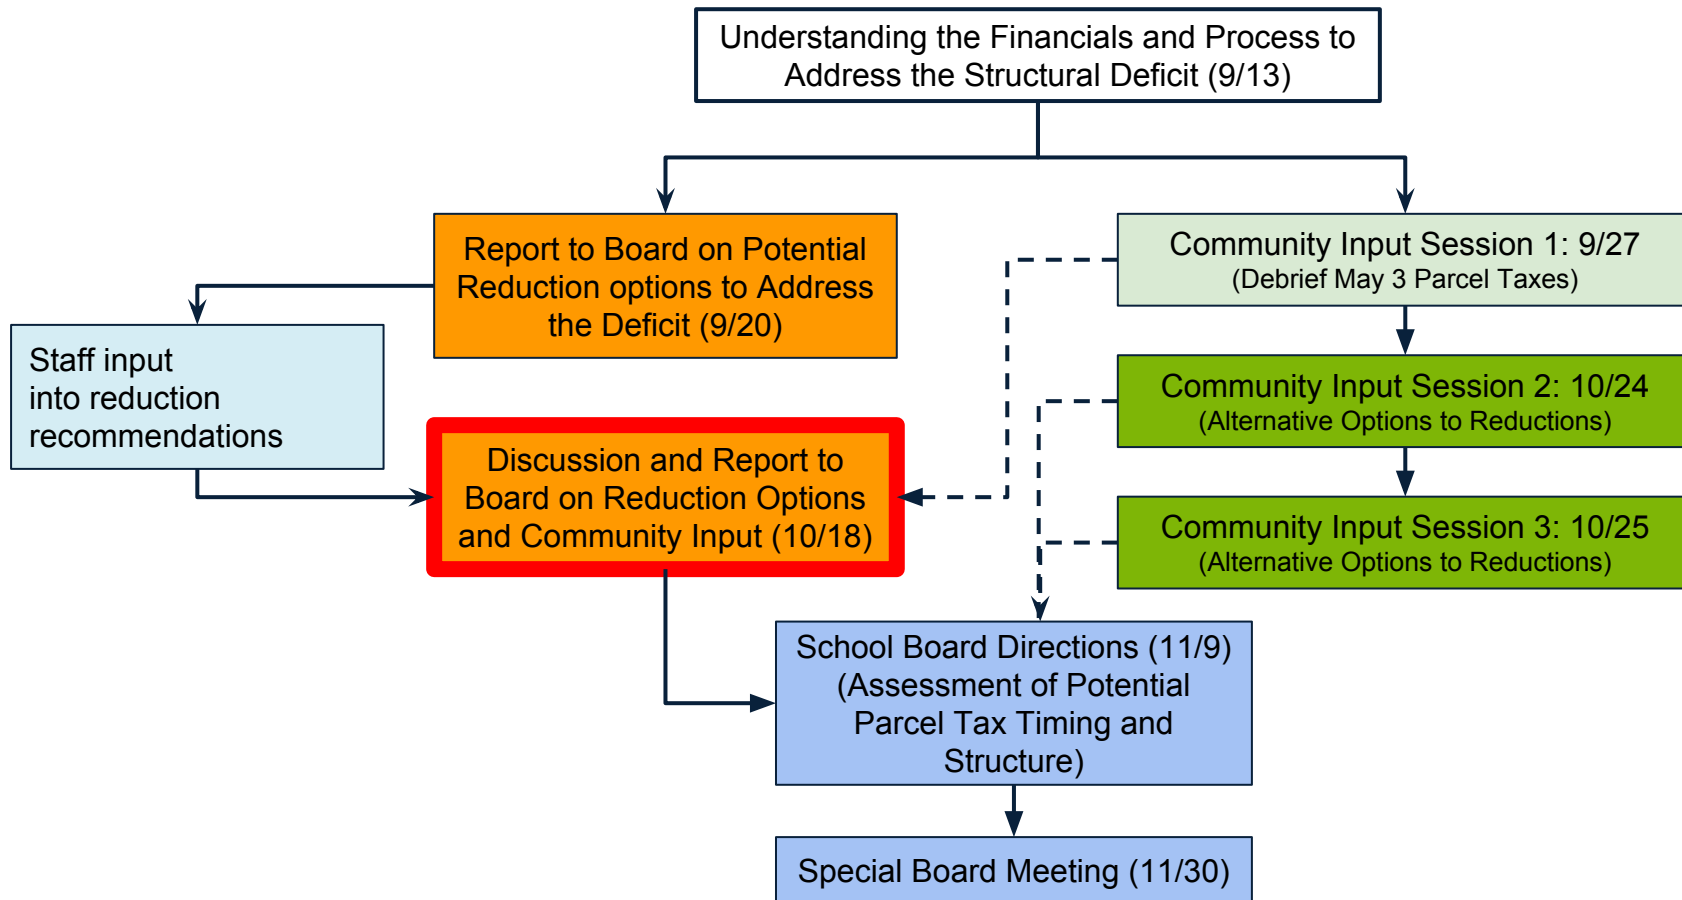 Understanding the Financials and Process to
Address the Structural Deficit (9/13)
Report to Board on Potential
Reduction options to Address
the Deficit (9/20)
Community Input Session 1: 9/27
(Debrief May 3 Parcel Taxes)
Staff input
into reduction
recommendations
Community Input Session 2: 10/24
(Alternative Options to Reductions)
Discussion and Report to
Board on Reduction Options
and Community Input (10/18)
Community Input Session 3: 10/25
(Alternative Options to Reductions)
School Board Directions (11/9)
(Assessment of Potential
Parcel Tax Timing and
Structure)
Special Board Meeting (11/30)